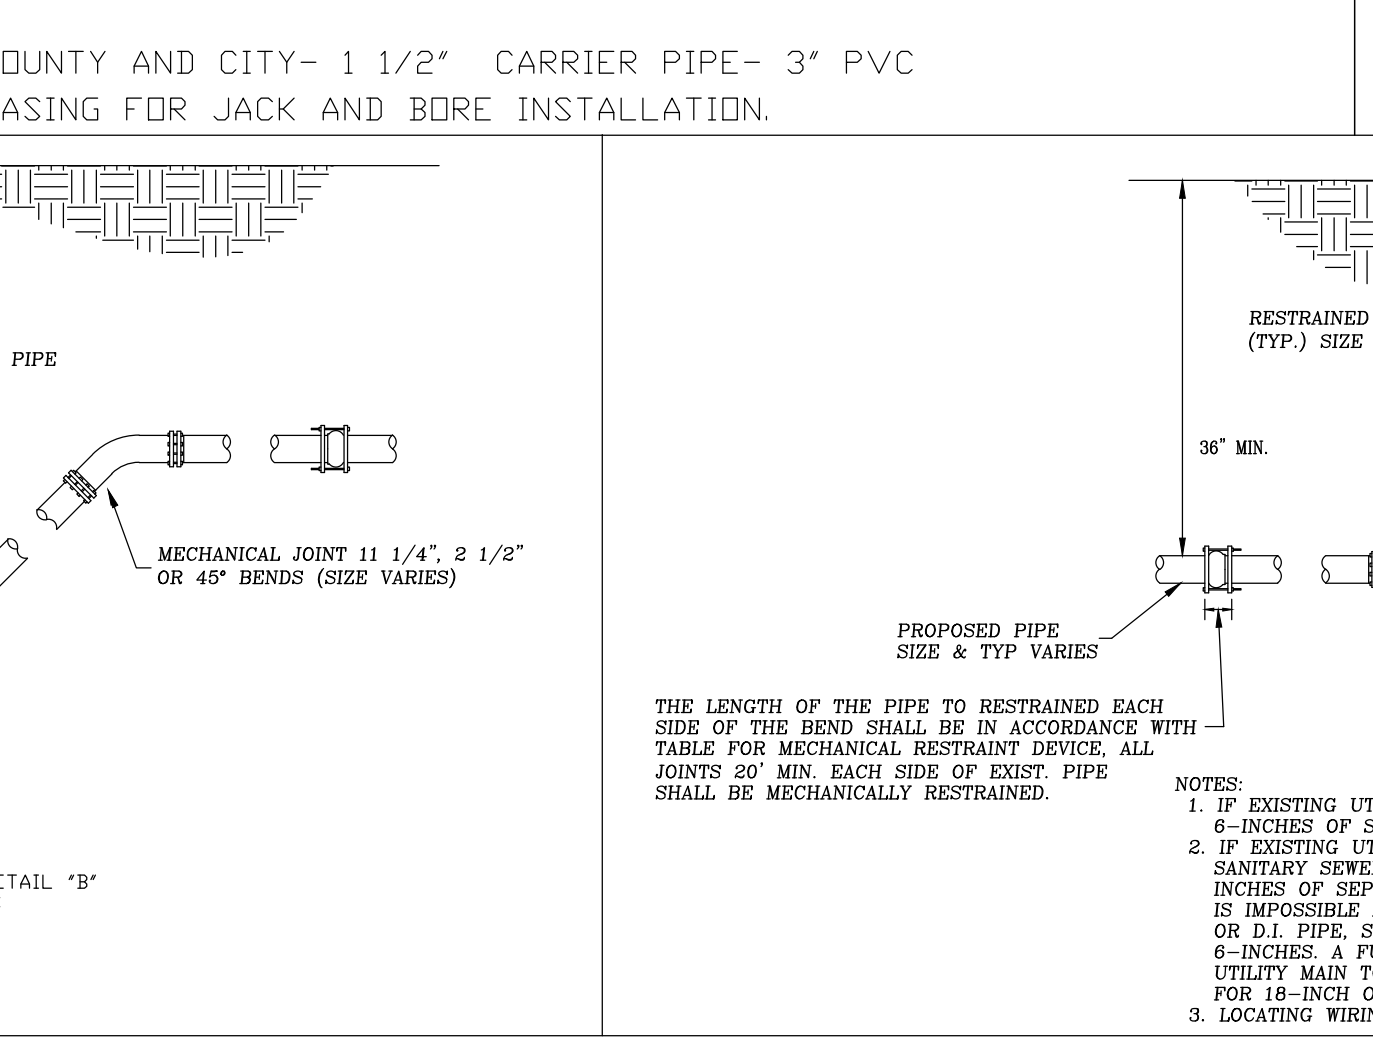 OUNTY AND CITY- 1 1/2" CARRIER PIPE- 3" PVC
ASING FOR JACK AND BORE INSTALLATION.
PIPE
MECHANICAL JOINT 11 1/4", 2 1/2"
OR 45° BENDS (SIZE VARIES)
ETAIL "B"
RESTRAINED
(TYP.) SIZE
36" MIN.
PROPOSED PIPE
SIZE & TYP VARIES
THE LENGTH OF THE PIPE TO RESTRAINED EACH
SIDE OF THE BEND SHALL BE IN ACCORDANCE WITH
TABLE FOR MECHANICAL RESTRAINT DEVICE, ALL
JOINTS 20' MIN. EACH SIDE OF EXIST. PIPE
SHALL BE MECHANICALLY RESTRAINED.
NOTES:
1. IF EXISTING UT
6-INCHES OF S
2. IF EXISTING UT
SANITARY SEWE
INCHES OF SEP
IS IMPOSSIBLE
OR D.I. PIPE, S
6-INCHES. A FU
UTILITY MAIN T
FOR 18-INCH O
3. LOCATING WIRIN